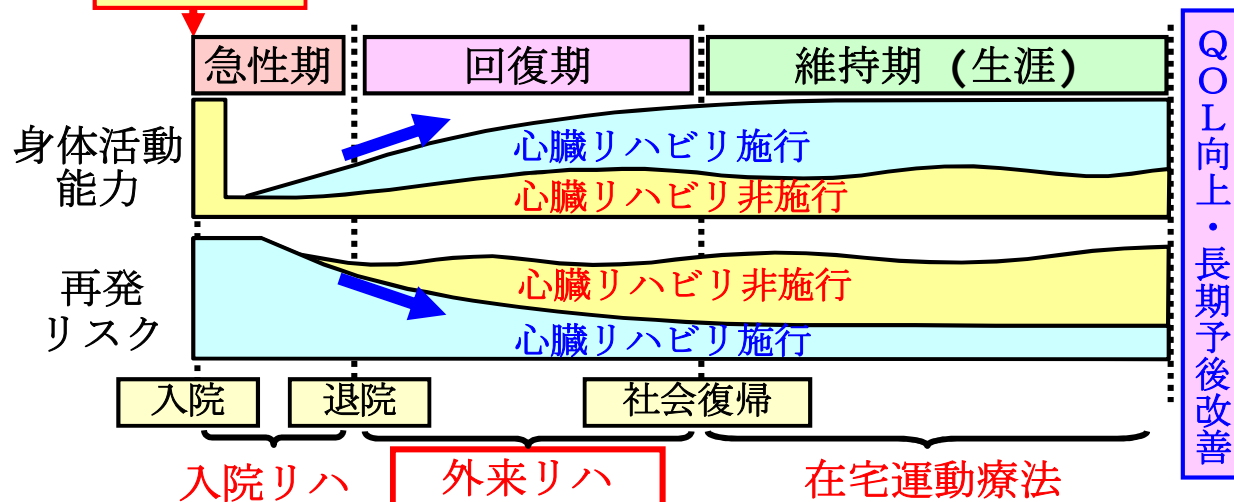 急性期
回復期
維持期（生涯）
身体活動
能力
心臓リハビリ施行
心臓リハビリ非施行
再発
リスク
心臓リハビリ非施行
心臓リハビリ施行
入院
退院
社会復帰
入院リハ
外来リハ
在宅運動療法
QOL向上・長期予後改善